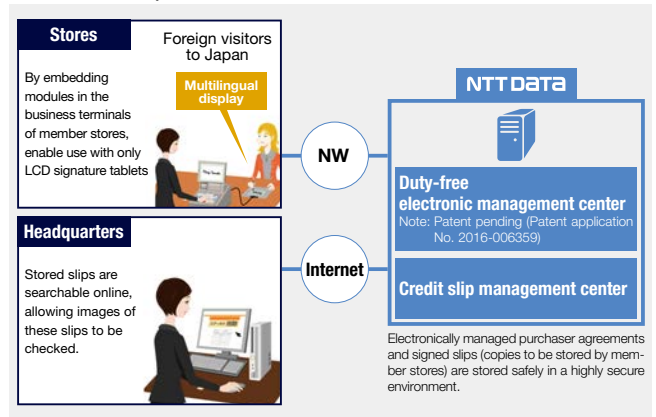 Stores
Foreign visitors
to Japan
By embedding
modules in the
business terminals
of member stores,
enable use with only
LCD signature tablets
Multilingual
display
NW
NTT DATA
Duty-free
electronic management center
Note: Patent pending (Patent application
No. 2016-006359)
Headquarters
Stored slips are
searchable online,
allowing images of
these slips to be
checked.
Internet
Credit slip management center
Electronically managed purchaser agreements
and signed slips (copies to be stored by mem-
ber stores) are stored safely in a highly secure
environment.